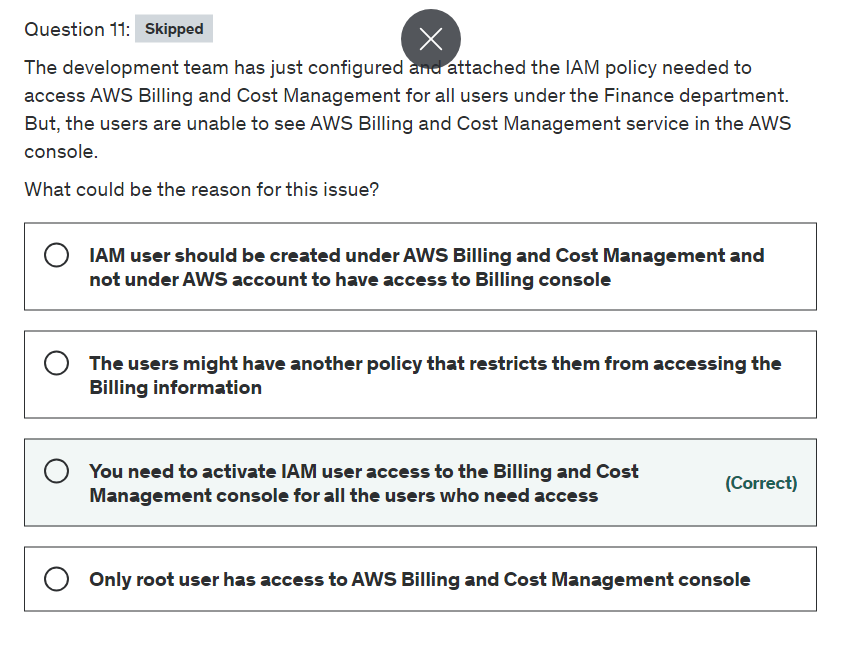 Question 11: Skipped
The development team has just configured and attached the IAM policy needed to
access AWS Billing and Cost Management for all users under the Finance department.
But, the users are unable to see AWS Billing and Cost Management service in the AWS
console.
What could be the reason for this issue?
IAM user should be created under AWS Billing and Cost Management and
not under AWS account to have access to Billing console
The users might have another policy that restricts them from accessing the
Billing information
You need to activate IAM user access to the Billing and Cost
Management console for all the users who need access
(Correct)
Only root user has access to AWS Billing and Cost Management console